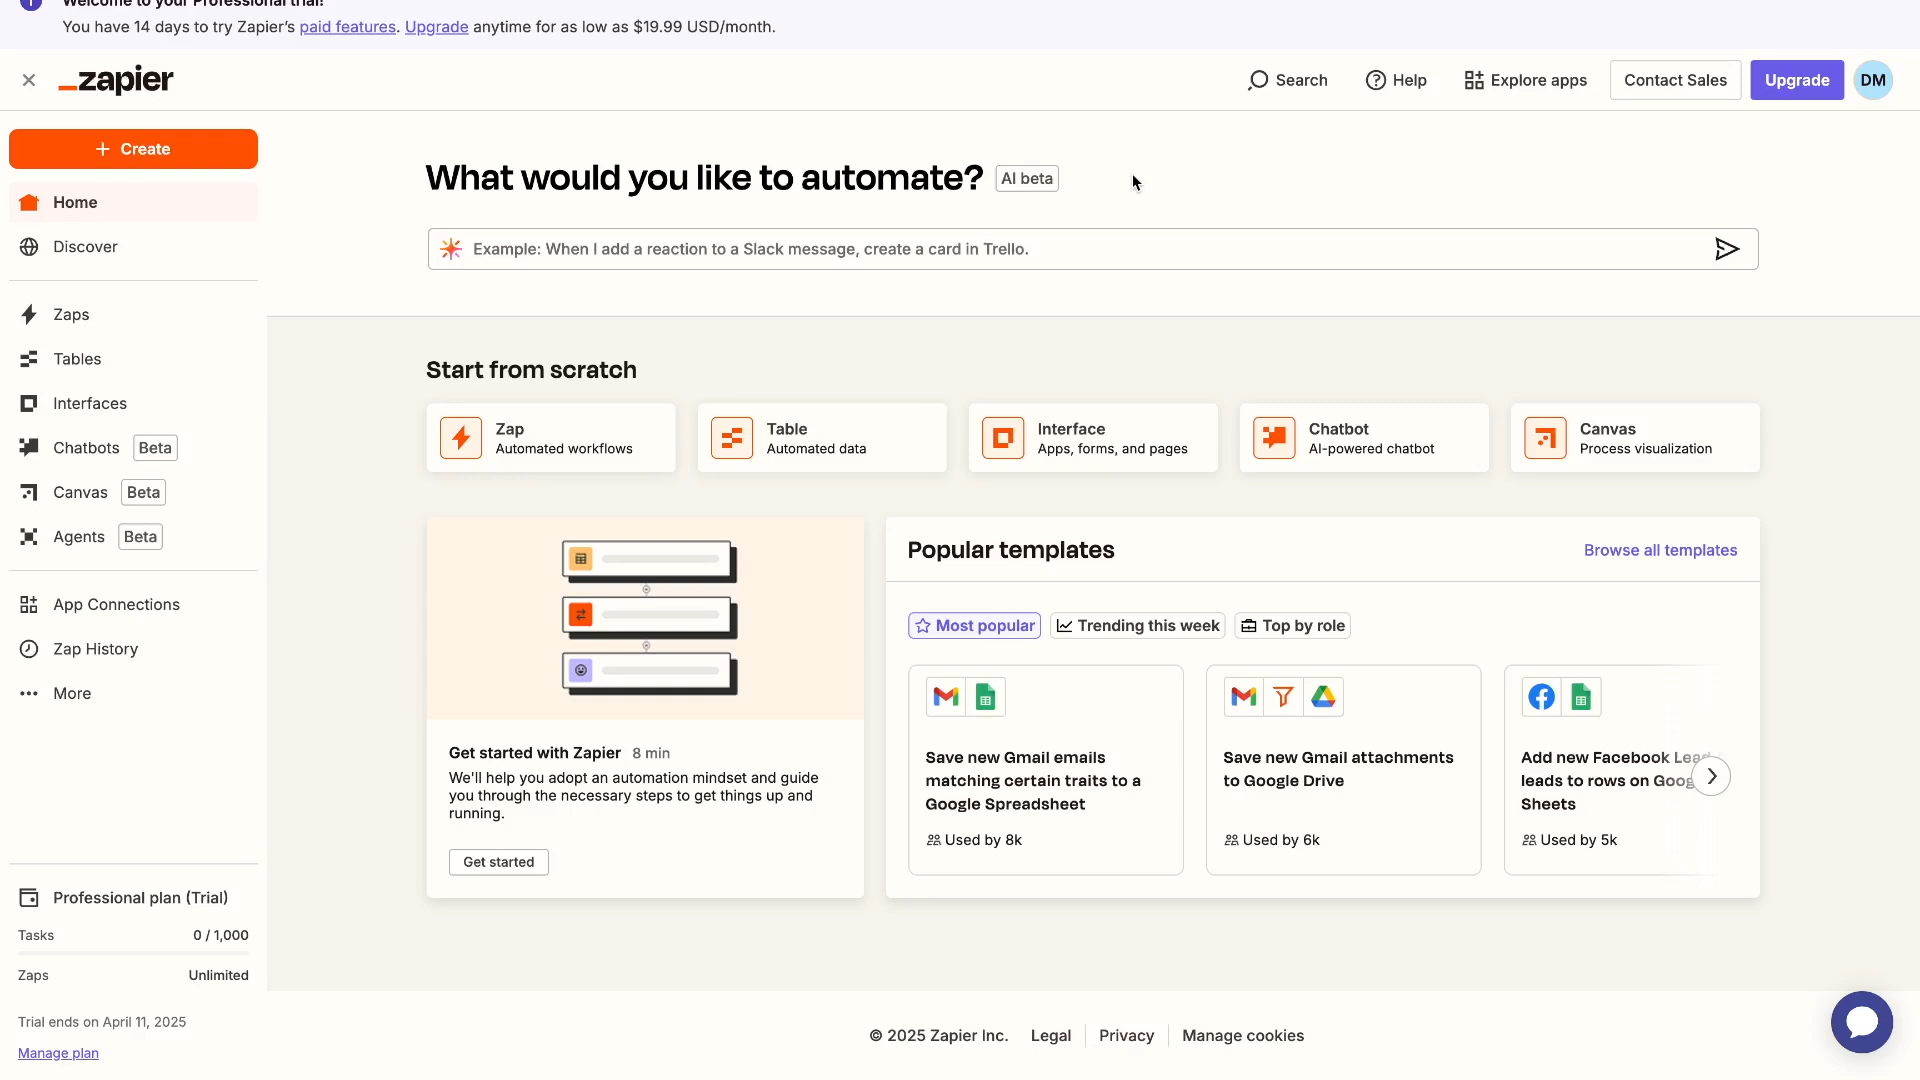 Welcome to your Professional trial!
You have 14 days to try Zapier’s paid features. Upgrade anytime for as low as $19.99 USD/month.
zapier
Search
Help
Explore apps
Contact Sales
Upgrade
DM
Create
Home
Discover
Zaps
Tables
Interfaces
Chatbots Beta
Canvas Beta
Agents Beta
App Connections
Zap History
More
Professional plan (Trial)
Tasks 0 / 1,000
Zaps Unlimited
Trial ends on April 11, 2025
Manage plan
What would you like to automate? AI beta
Example: When I add a reaction to a Slack message, create a card in Trello.
Start from scratch
Zap
Automated workflows
Table
Automated data
Interface
Apps, forms, and pages
Chatbot
AI-powered chatbot
Canvas
Process visualization
Get started with Zapier 8 min
We'll help you adopt an automation mindset and guide
you through the necessary steps to get things up and
running.
Get started
Popular templates
Browse all templates
Most popular
Trending this week
Top by role
Save new Gmail emails
matching certain traits to a
Google Spreadsheet
Used by 8k
Save new Gmail attachments
to Google Drive
Used by 6k
Add new Facebook Lead
leads to rows on Goog
Sheets
Used by 5k
© 2025 Zapier Inc.
Legal
Privacy
Manage cookies